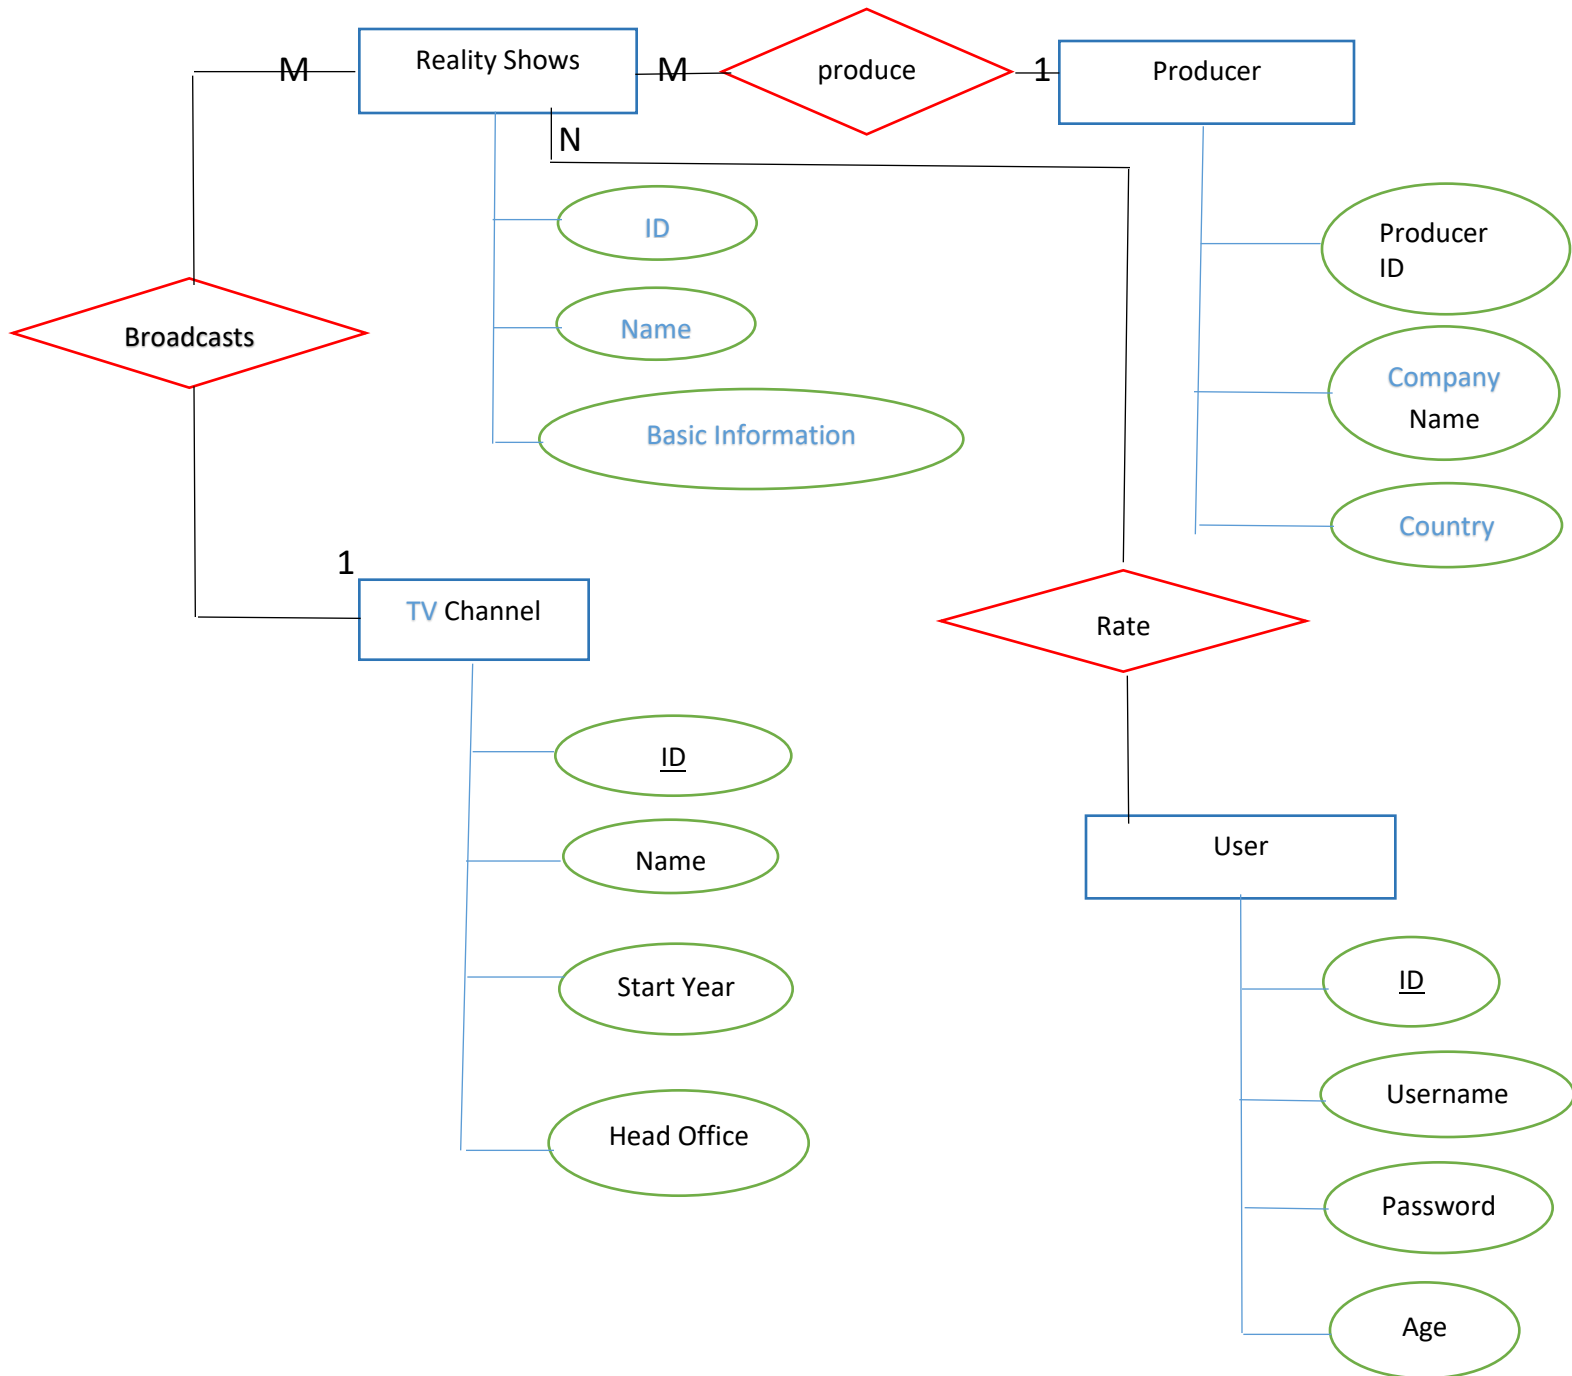 M
Reality Shows
M
produce
1
Producer
N
ID
Name
Basic Information
Producer
ID
Company
Name
Country
Broadcasts
1
TV Channel
Rate
ID
Name
Start Year
Head Office
User
ID
Username
Password
Age